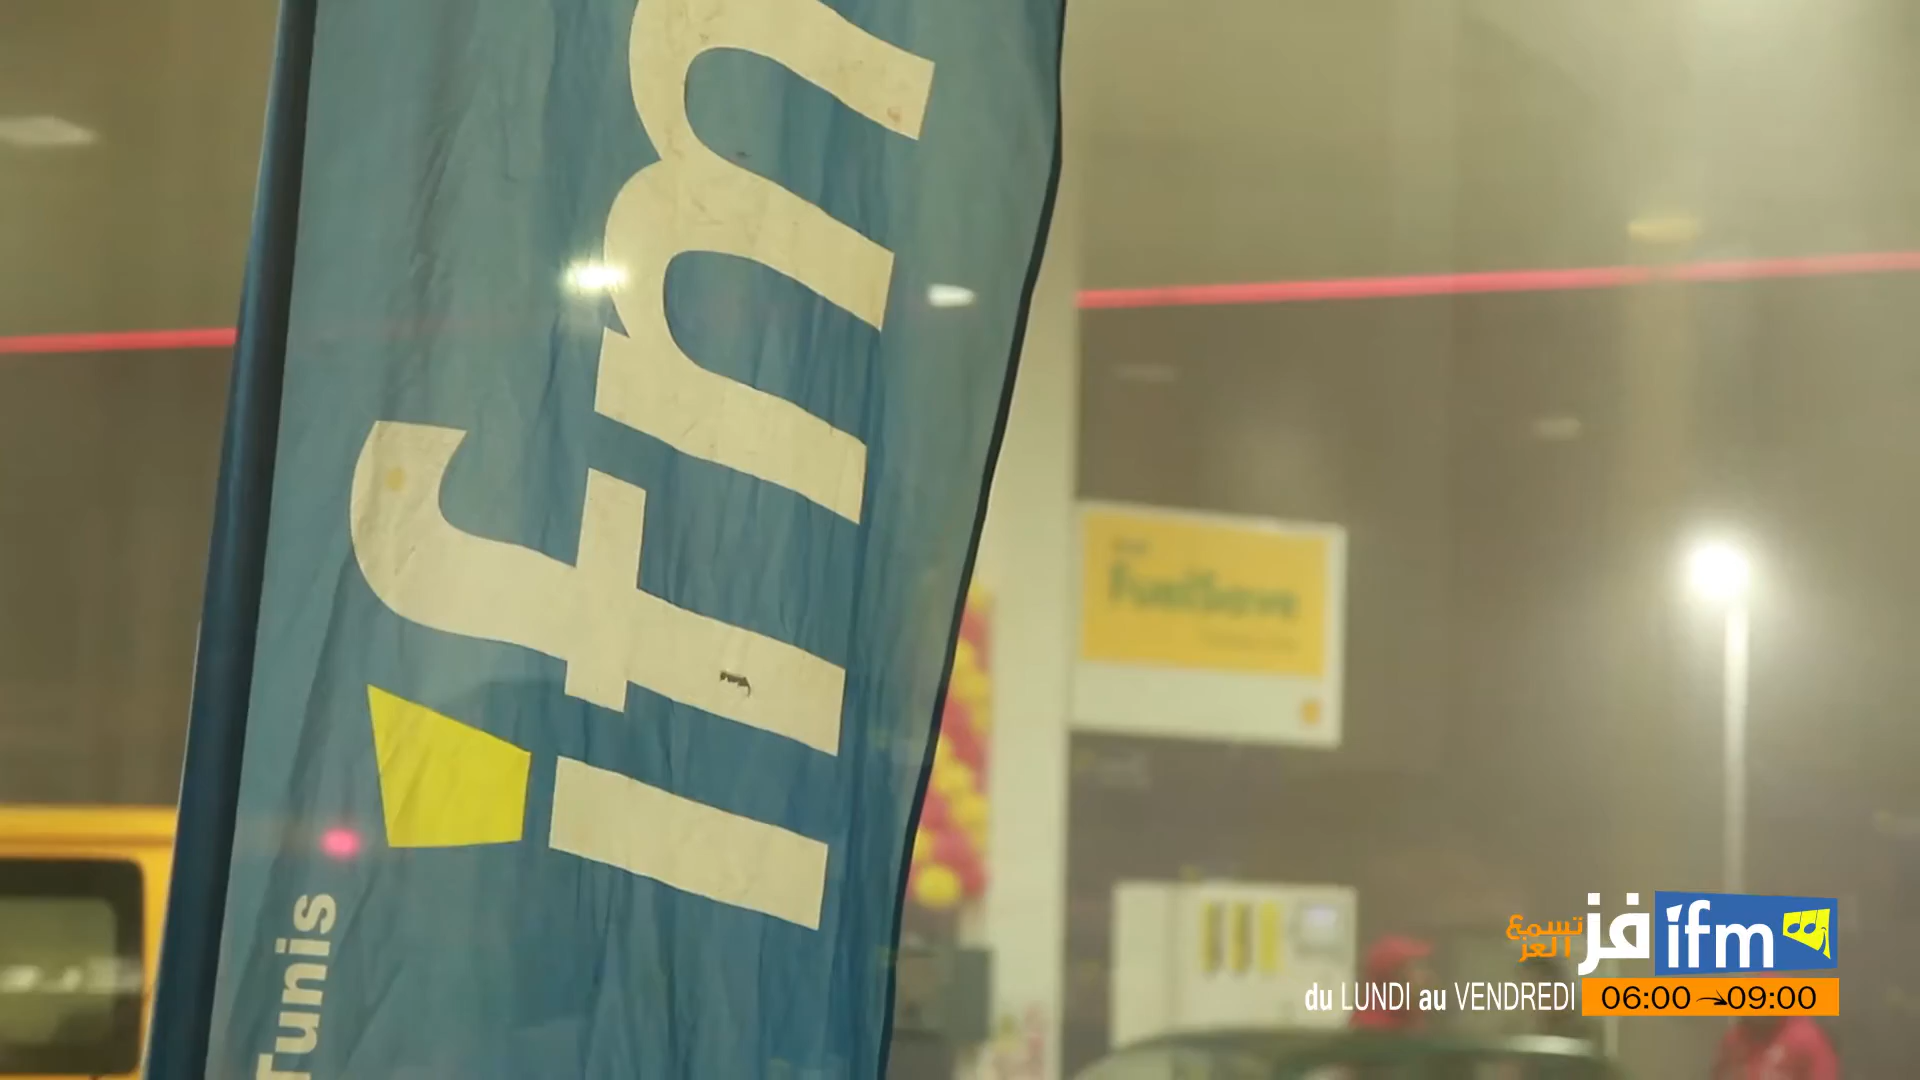 ifm
Tunis
FuelSave
فز ifm
تسمع
العز
du LUNDI au VENDREDI 06:00 → 09:00